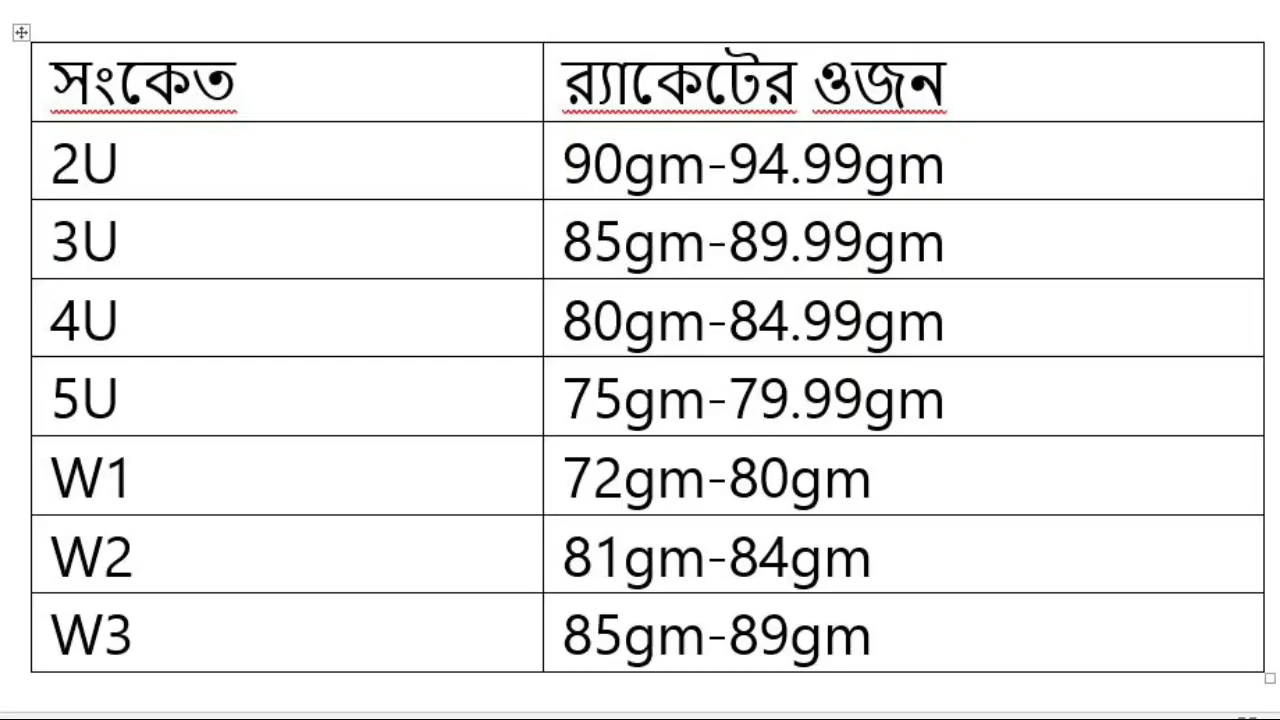 সংকেত র‍্যাকেটের ওজন
2U 90gm-94.99gm
3U 85gm-89.99gm
4U 80gm-84.99gm
5U 75gm-79.99gm
W1 72gm-80gm
W2 81gm-84gm
W3 85gm-89gm